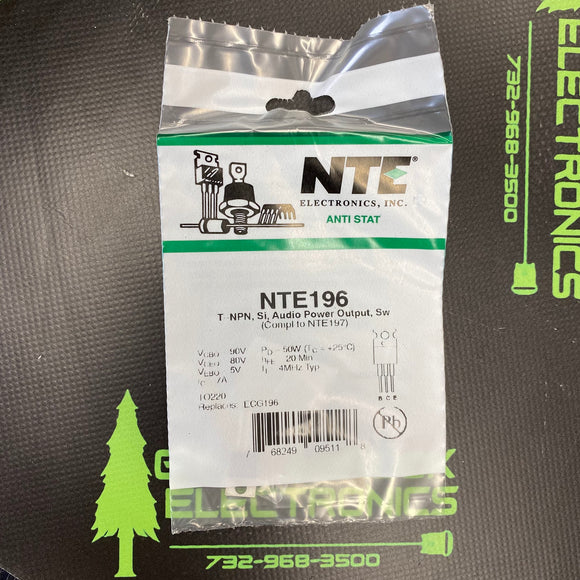 NTE®
ELECTRONICS, INC.
ANTI STAT
NTE196
T-NPN, Si, Audio Power Output, Sw
(Compl to NTE197)
VCBO 90V PD 50W (TC = +25°C)
VCEO 80V hFE 20 Min
VEBO 5V fT 4MHz Typ
IC 7A
TO220
Replaces: ECG196
B C E
Pb
7 68249 09511 8
ELECTRONICS
732-968-3500
ELECTRONICS
732-968-3500